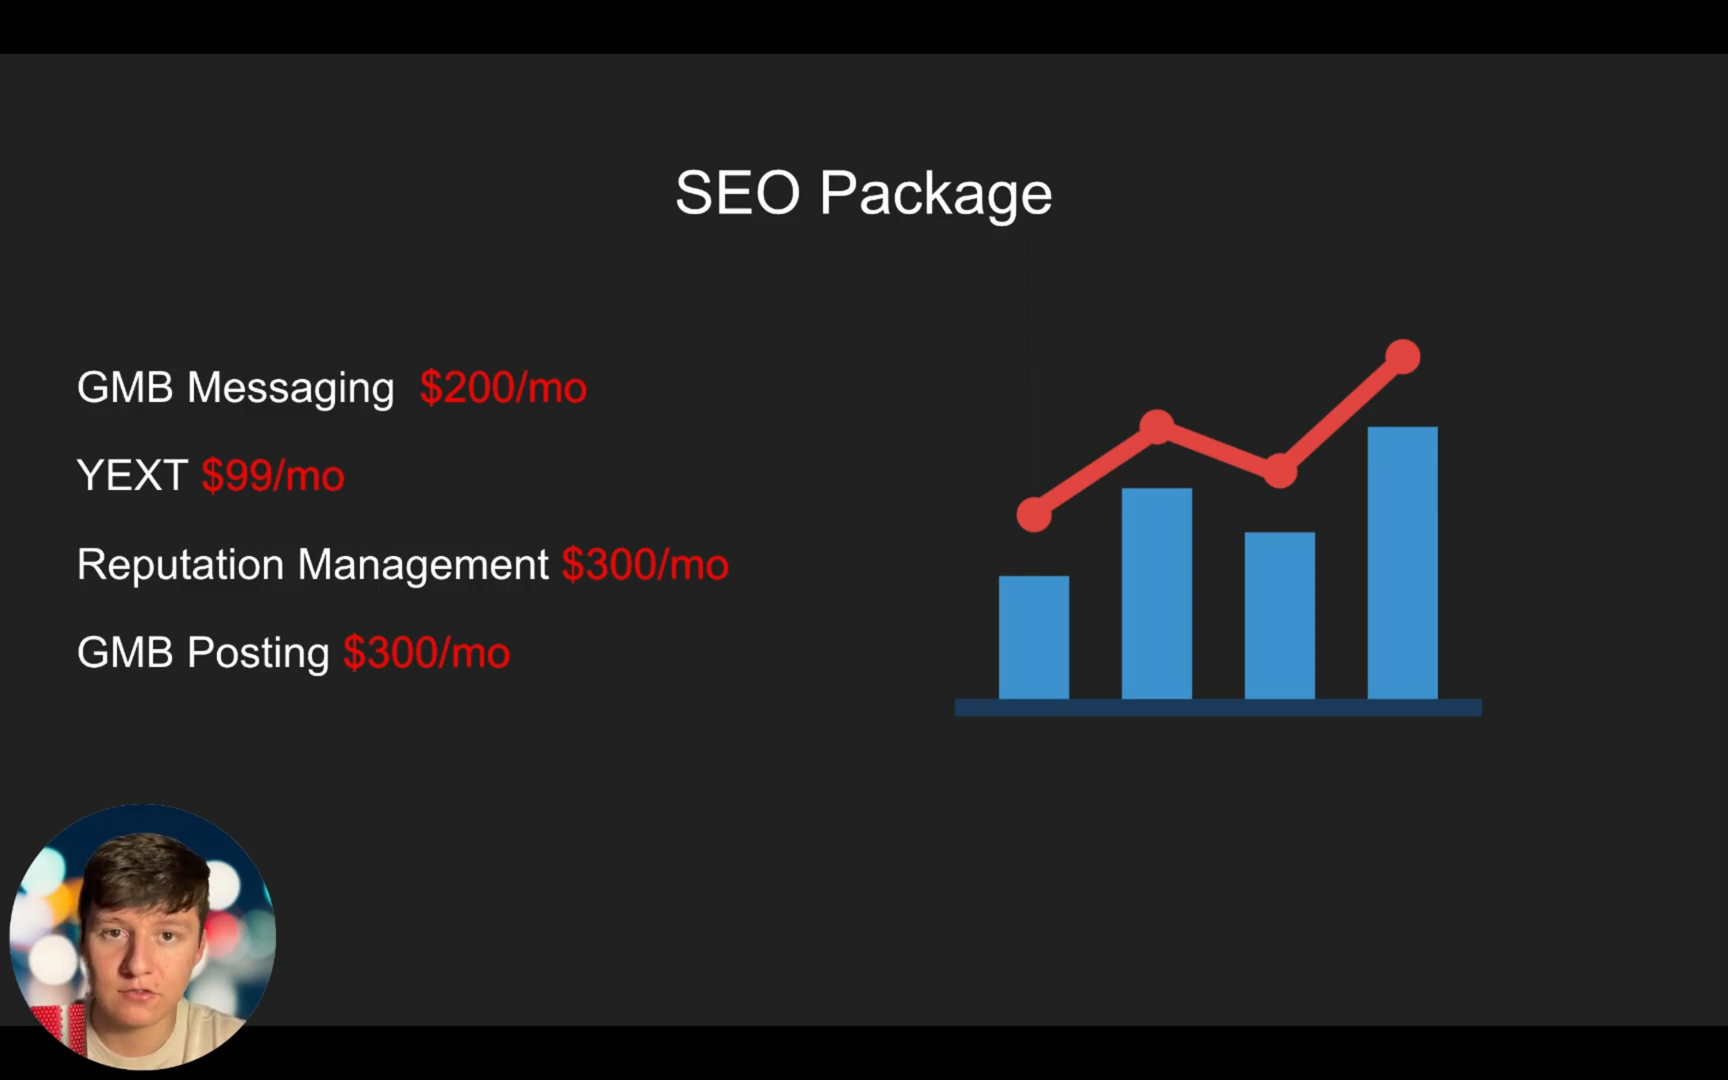 SEO Package
GMB Messaging $200/mo
YEXT $99/mo
Reputation Management $300/mo
GMB Posting $300/mo